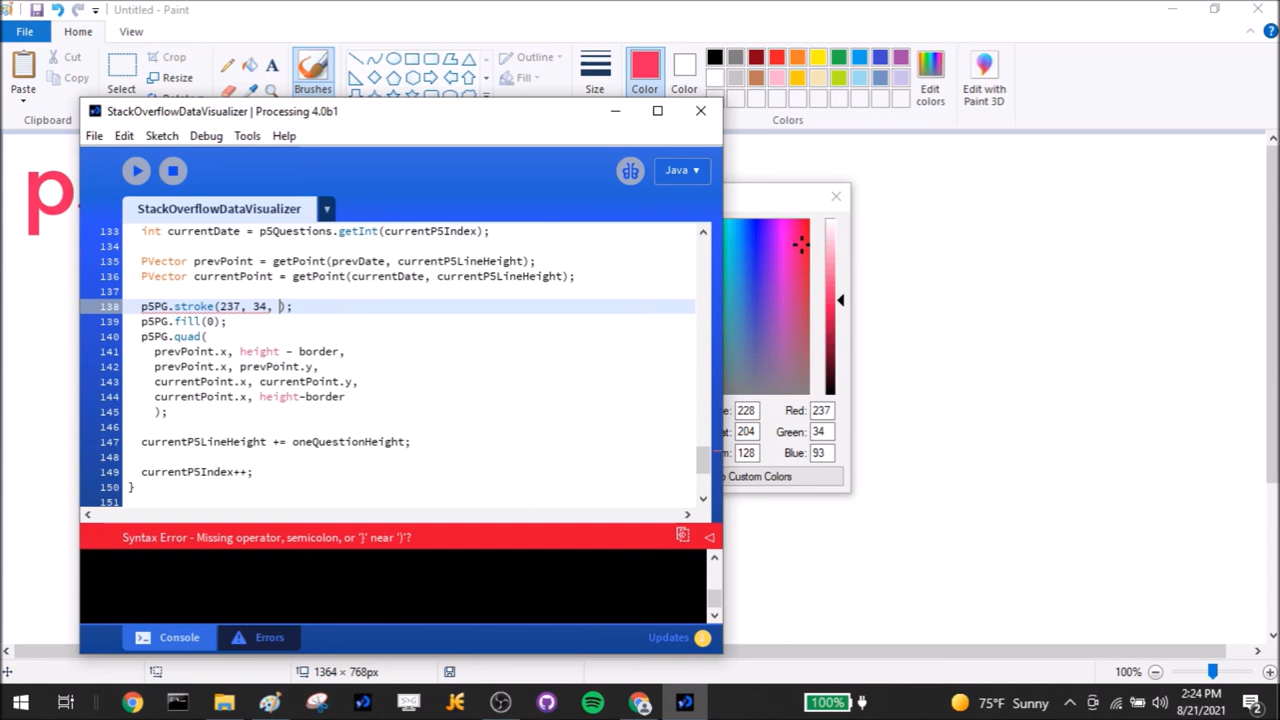 Untitled - Paint
File
Home
View
Paste
Cut
Copy
Clipboard
Select
Crop
Resize
Brushes
Outline
Fill
Size
Color
Color
Edit colors
Edit with Paint 3D
Colors
p
StackOverflowDataVisualizer | Processing 4.0b1
File Edit Sketch Debug Tools Help
Java ▾
StackOverflowDataVisualizer
133 int currentDate = p5Questions.getInt(currentP5Index);
134
135 PVector prevPoint = getPoint(prevDate, currentP5LineHeight);
136 PVector currentPoint = getPoint(currentDate, currentP5LineHeight);
137
138 p5PG.stroke(237, 34, );
139 p5PG.fill(0);
140 p5PG.quad(
141 prevPoint.x, height - border,
142 prevPoint.x, prevPoint.y,
143 currentPoint.x, currentPoint.y,
144 currentPoint.x, height-border
145 );
146
147 currentP5LineHeight += oneQuestionHeight;
148
149 currentP5Index++;
150 }
151
Syntax Error - Missing operator, semicolon, or '}' near ')'?
Console
Errors
Updates
228 Red: 237
204 Green: 34
128 Blue: 93
Custom Colors
1364 × 768px
100%
100%
75°F Sunny
2:24 PM
8/21/2021
2